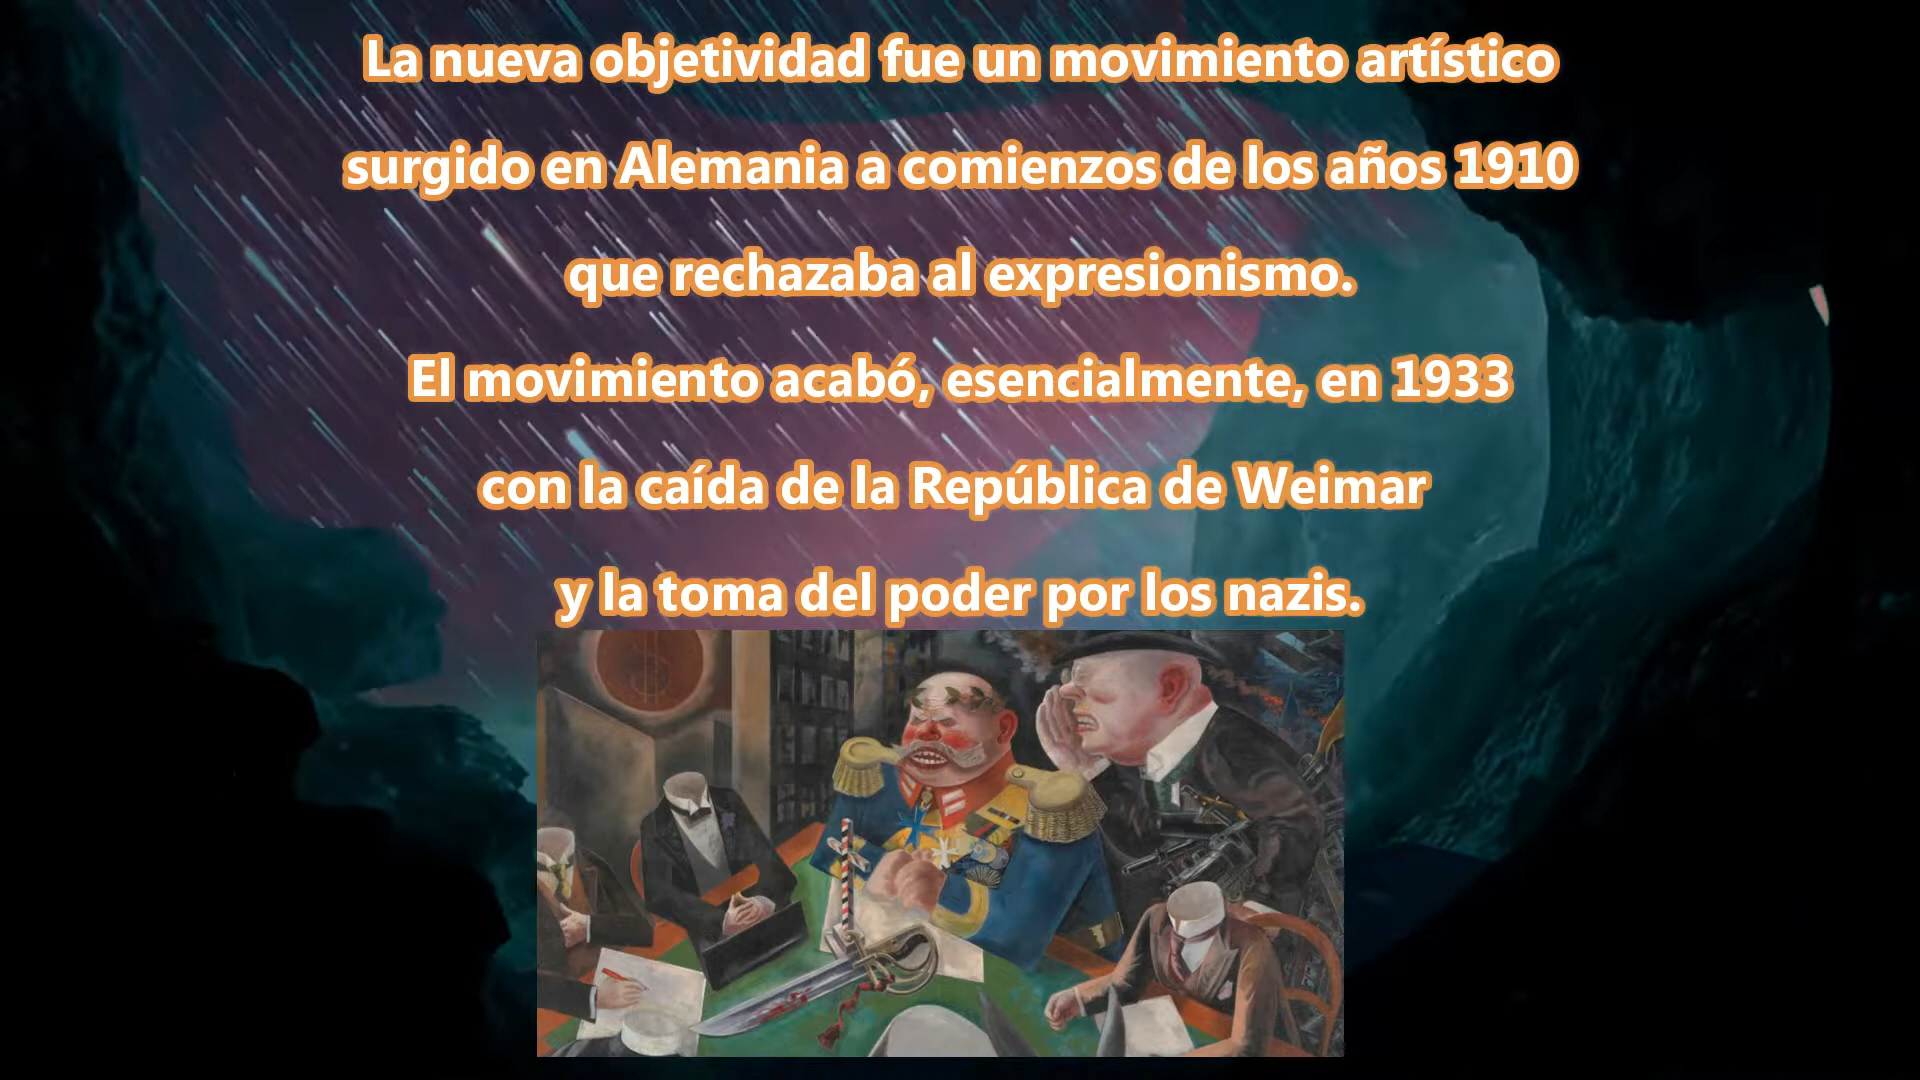 La nueva objetividad fue un movimiento artístico
surgido en Alemania a comienzos de los años 1910
que rechazaba al expresionismo.
El movimiento acabó, esencialmente, en 1933
con la caída de la República de Weimar
y la toma del poder por los nazis.